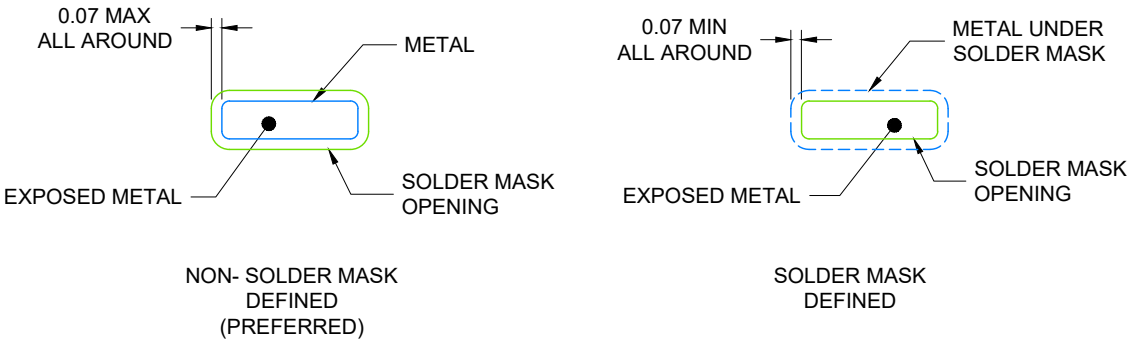 0.07 MAX
ALL AROUND
METAL
EXPOSED METAL
SOLDER MASK
OPENING
NON- SOLDER MASK
DEFINED
(PREFERRED)
0.07 MIN
ALL AROUND
METAL UNDER
SOLDER MASK
EXPOSED METAL
SOLDER MASK
OPENING
SOLDER MASK
DEFINED